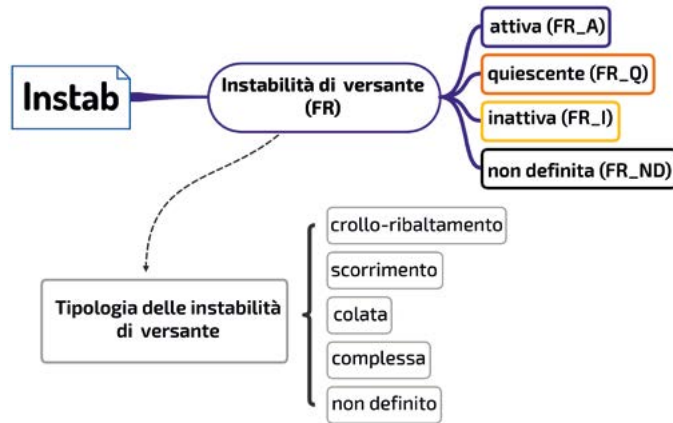 Instab
Instabilità di versante
(FR)
attiva (FR_A)
quiescente (FR_Q)
inattiva (FR_I)
non definita (FR_ND)
Tipologia delle instabilità
di versante
crollo-ribaltamento
scorrimento
colata
complessa
non definito